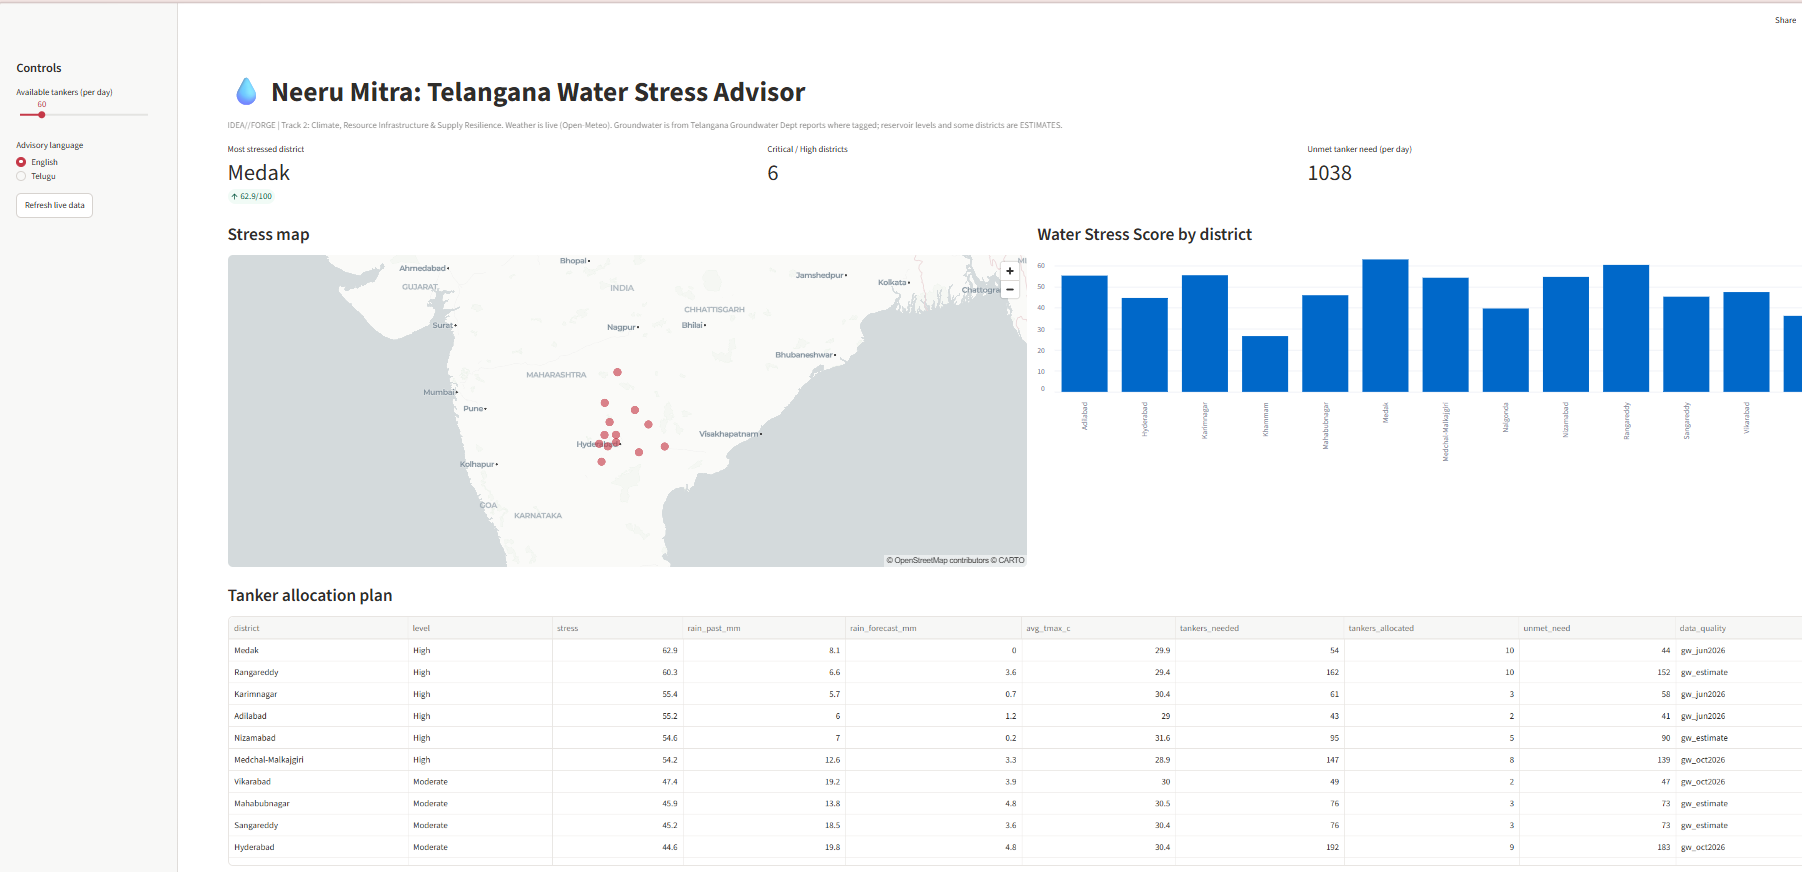 Share
Controls
Available tankers (per day)
60
Advisory language
English
Telugu
Refresh live data
Neeru Mitra: Telangana Water Stress Advisor
IDEA//FORGE | Track 2: Climate, Resource Infrastructure & Supply Resilience. Weather is live (Open-Meteo). Groundwater is from Telangana Groundwater Dept reports where tagged; reservoir levels and some districts are ESTIMATES.
Most stressed district
Medak
↑ 62.9/100
Critical / High districts
6
Unmet tanker need (per day)
1038
Stress map
Ahmedabad
GUJARAT
Bhopal
INDIA
Jamshedpur
Kolkata
CHHATTISGARH
Surat
Nagpur
Bhilai
Bhubaneshwar
MAHARASHTRA
Mumbai
Pune
Visakhapatnam
Kolhapur
GOA
KARNATAKA
+
−
© OpenStreetMap contributors © CARTO
Water Stress Score by district
60
50
40
30
20
10
0
Adilabad
Hyderabad
Karimnagar
Khammam
Mahabubnagar
Medak
Medchal-Malkajgiri
Nalgonda
Nizamabad
Rangareddy
Sangareddy
Vikarabad
Tanker allocation plan
district level stress rain_past_mm rain_forecast_mm avg_tmax_c tankers_needed tankers_allocated unmet_need data_quality
Medak High 62.9 8.1 0 29.9 54 10 44 gw_jun2026
Rangareddy High 60.3 6.6 3.6 29.4 162 10 152 gw_estimate
Karimnagar High 55.4 5.7 0.7 30.4 61 3 58 gw_jun2026
Adilabad High 55.2 6 1.2 29 43 2 41 gw_jun2026
Nizamabad High 54.6 7 0.2 31.6 95 5 90 gw_estimate
Medchal-Malkajgiri High 54.2 12.6 3.3 28.9 147 8 139 gw_oct2026
Vikarabad Moderate 47.4 19.2 3.9 30 49 2 47 gw_oct2026
Mahabubnagar Moderate 45.9 13.8 4.8 30.5 76 3 73 gw_estimate
Sangareddy Moderate 45.2 18.5 3.6 30.4 76 3 73 gw_estimate
Hyderabad Moderate 44.6 19.8 4.8 30.4 192 9 183 gw_oct2026